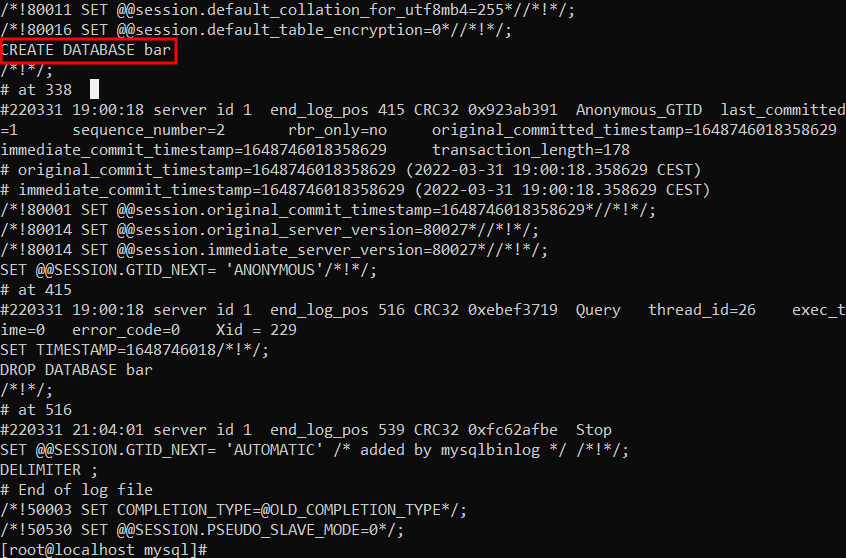 /*!80011 SET @@session.default_collation_for_utf8mb4=255*//*!*/;
/*!80016 SET @@session.default_table_encryption=0*//*!*/;
CREATE DATABASE bar
/*!*/;
# at 338
#220331 19:00:18 server id 1  end_log_pos 415 CRC32 0x923ab391  Anonymous_GTID  last_committed
=1      sequence_number=2       rbr_only=no     original_committed_timestamp=1648746018358629
immediate_commit_timestamp=1648746018358629     transaction_length=178
# original_commit_timestamp=1648746018358629 (2022-03-31 19:00:18.358629 CEST)
# immediate_commit_timestamp=1648746018358629 (2022-03-31 19:00:18.358629 CEST)
/*!80001 SET @@session.original_commit_timestamp=1648746018358629*//*!*/;
/*!80014 SET @@session.original_server_version=80027*//*!*/;
/*!80014 SET @@session.immediate_server_version=80027*//*!*/;
SET @@SESSION.GTID_NEXT= 'ANONYMOUS'/*!*/;
# at 415
#220331 19:00:18 server id 1  end_log_pos 516 CRC32 0xebef3719  Query   thread_id=26    exec_t
ime=0   error_code=0    Xid = 229
SET TIMESTAMP=1648746018/*!*/;
DROP DATABASE bar
/*!*/;
# at 516
#220331 21:04:01 server id 1  end_log_pos 539 CRC32 0xfc62afbe  Stop
SET @@SESSION.GTID_NEXT= 'AUTOMATIC' /* added by mysqlbinlog */ /*!*/;
DELIMITER ;
# End of log file
/*!50003 SET COMPLETION_TYPE=@OLD_COMPLETION_TYPE*/;
/*!50530 SET @@SESSION.PSEUDO_SLAVE_MODE=0*/;
[root@localhost mysql]#